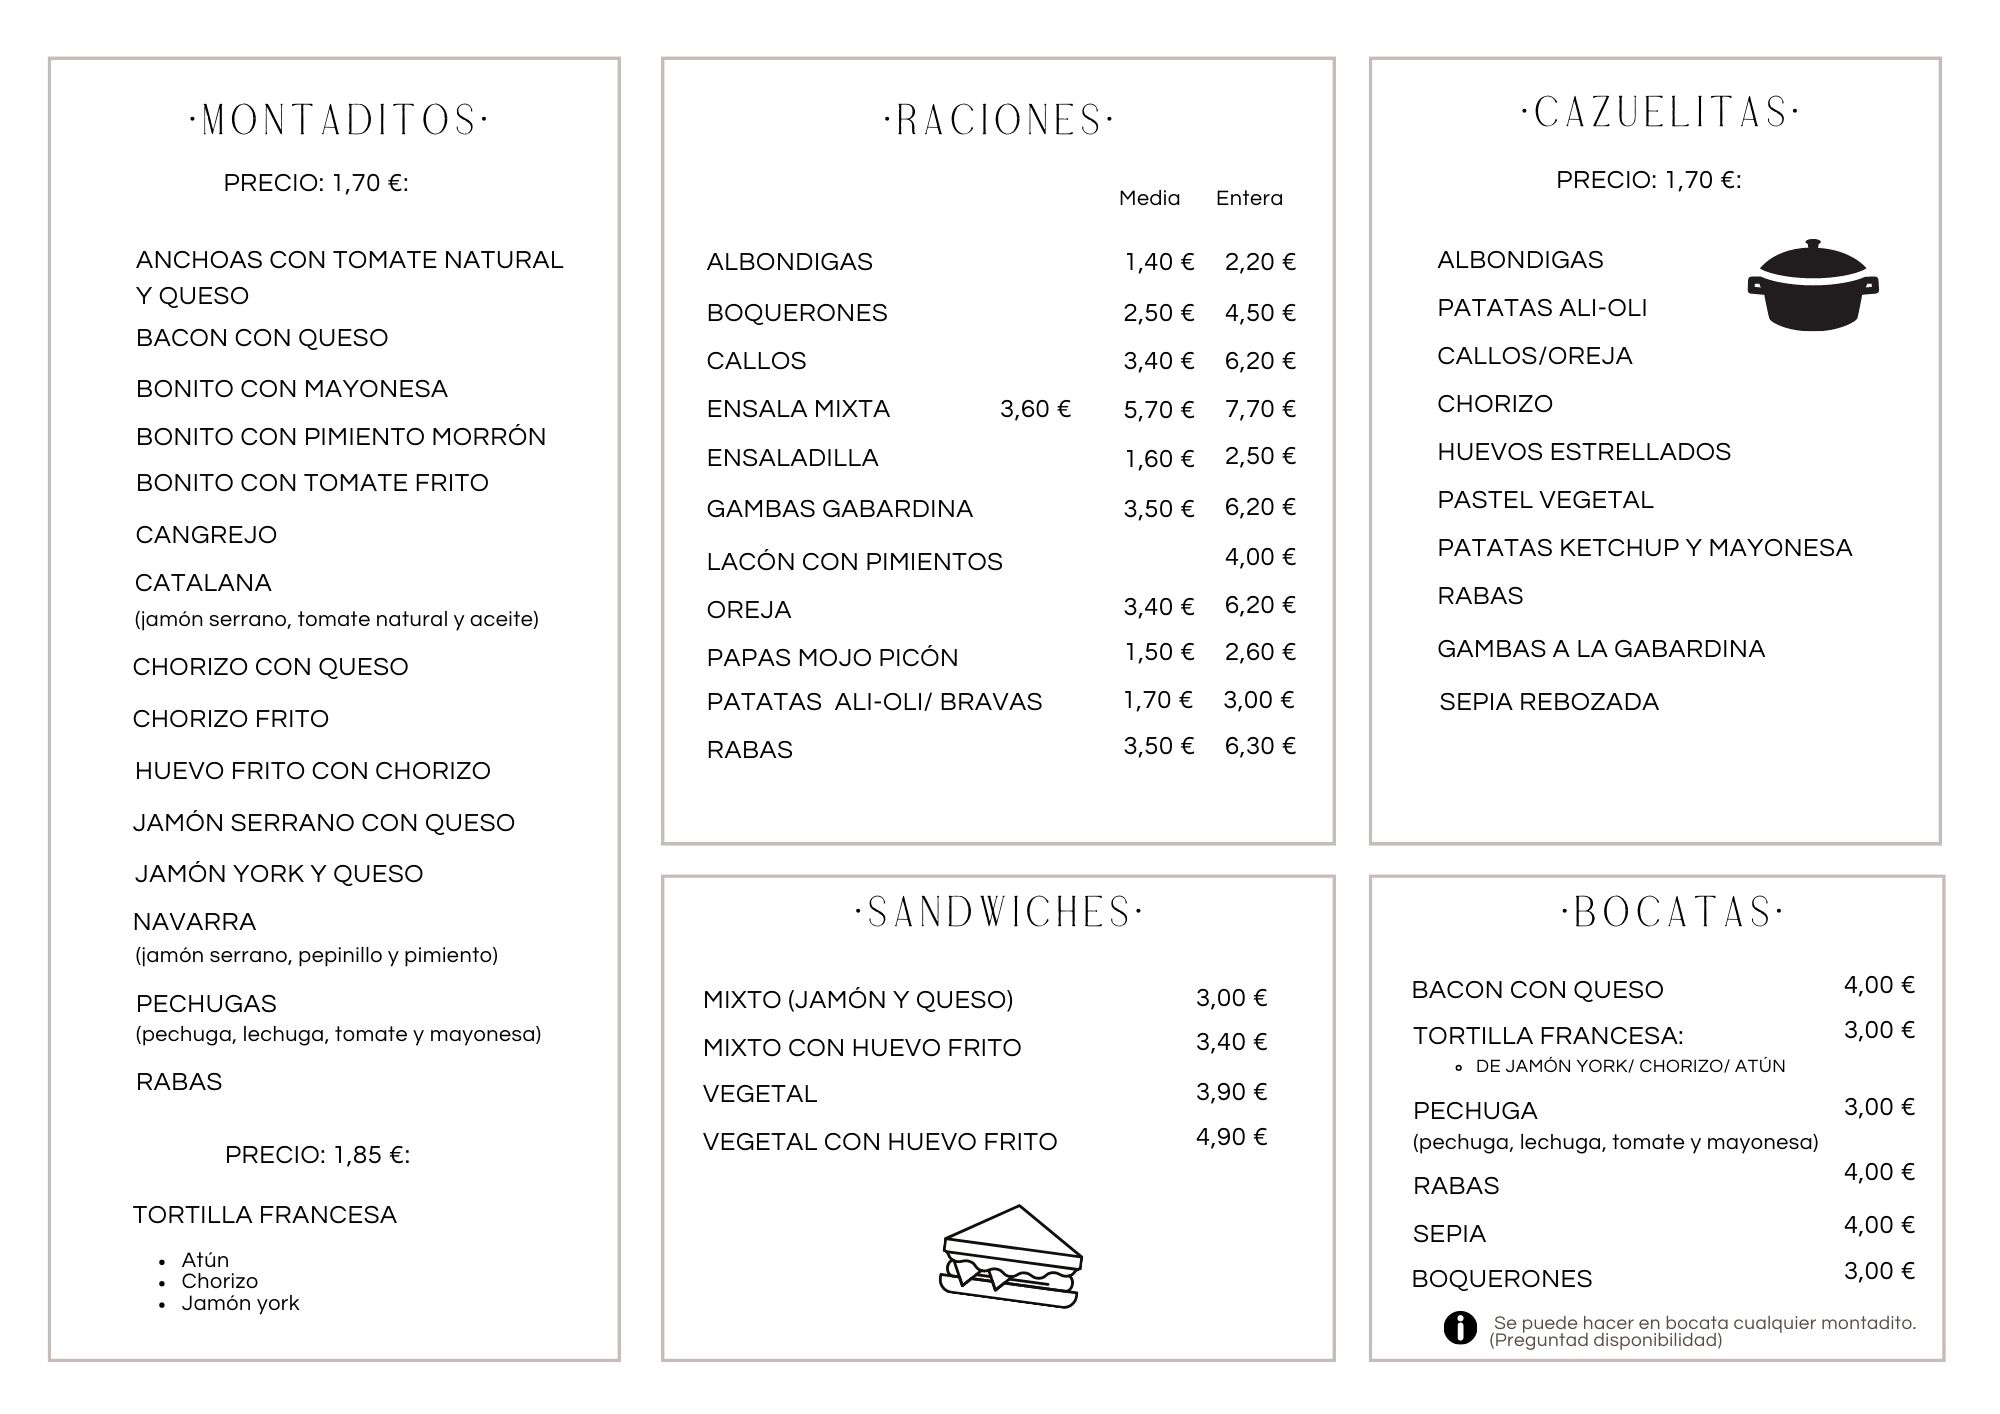 ·MONTADITOS·
PRECIO: 1,70 €:
ANCHOAS CON TOMATE NATURAL
Y QUESO
BACON CON QUESO
BONITO CON MAYONESA
BONITO CON PIMIENTO MORRÓN
BONITO CON TOMATE FRITO
CANGREJO
CATALANA
(jamón serrano, tomate natural y aceite)
CHORIZO CON QUESO
CHORIZO FRITO
HUEVO FRITO CON CHORIZO
JAMÓN SERRANO CON QUESO
JAMÓN YORK Y QUESO
NAVARRA
(jamón serrano, pepinillo y pimiento)
PECHUGAS
(pechuga, lechuga, tomate y mayonesa)
RABAS
PRECIO: 1,85 €:
TORTILLA FRANCESA
• Atún
• Chorizo
• Jamón york
·RACIONES·
Media Entera
ALBONDIGAS 1,40 € 2,20 €
BOQUERONES 2,50 € 4,50 €
CALLOS 3,40 € 6,20 €
ENSALA MIXTA 3,60 € 5,70 € 7,70 €
ENSALADILLA 1,60 € 2,50 €
GAMBAS GABARDINA 3,50 € 6,20 €
LACÓN CON PIMIENTOS 4,00 €
OREJA 3,40 € 6,20 €
PAPAS MOJO PICÓN 1,50 € 2,60 €
PATATAS ALI-OLI/ BRAVAS 1,70 € 3,00 €
RABAS 3,50 € 6,30 €
·CAZUELITAS·
PRECIO: 1,70 €:
ALBONDIGAS
PATATAS ALI-OLI
CALLOS/OREJA
CHORIZO
HUEVOS ESTRELLADOS
PASTEL VEGETAL
PATATAS KETCHUP Y MAYONESA
RABAS
GAMBAS A LA GABARDINA
SEPIA REBOZADA
·SANDWICHES·
MIXTO (JAMÓN Y QUESO) 3,00 €
MIXTO CON HUEVO FRITO 3,40 €
VEGETAL 3,90 €
VEGETAL CON HUEVO FRITO 4,90 €
·BOCATAS·
BACON CON QUESO 4,00 €
TORTILLA FRANCESA: 3,00 €
DE JAMÓN YORK/ CHORIZO/ ATÚN
PECHUGA 3,00 €
(pechuga, lechuga, tomate y mayonesa)
RABAS 4,00 €
SEPIA 4,00 €
BOQUERONES 3,00 €
Se puede hacer en bocata cualquier montadito.
(Preguntad disponibilidad)